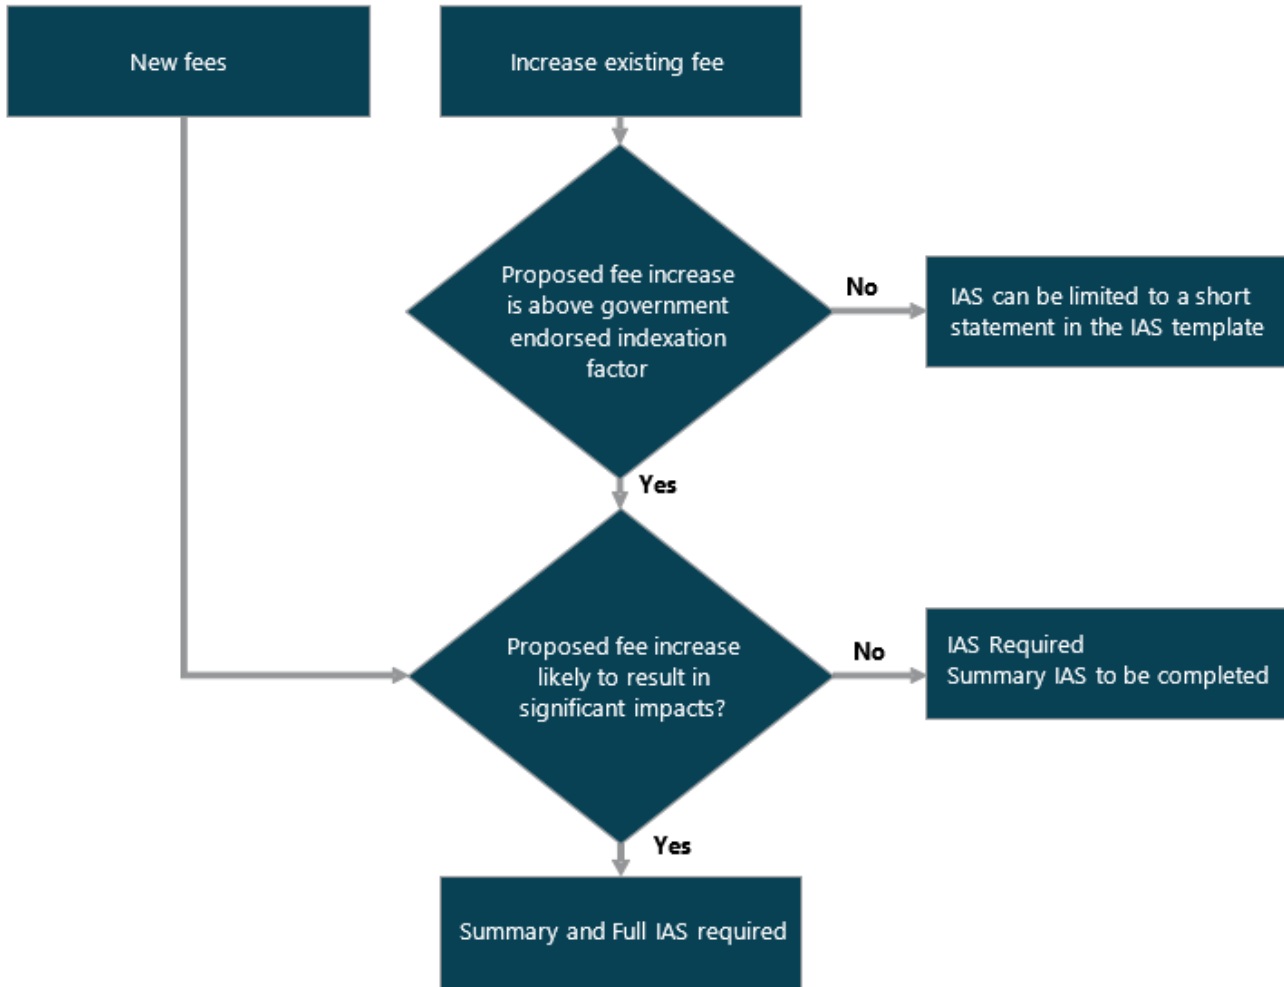 New fees
Increase existing fee
Proposed fee increase
is above government
endorsed indexation
factor
No
IAS can be limited to a short
statement in the IAS template
Yes
Proposed fee increase
likely to result in
significant impacts?
No
IAS Required
Summary IAS to be completed
Yes
Summary and Full IAS required